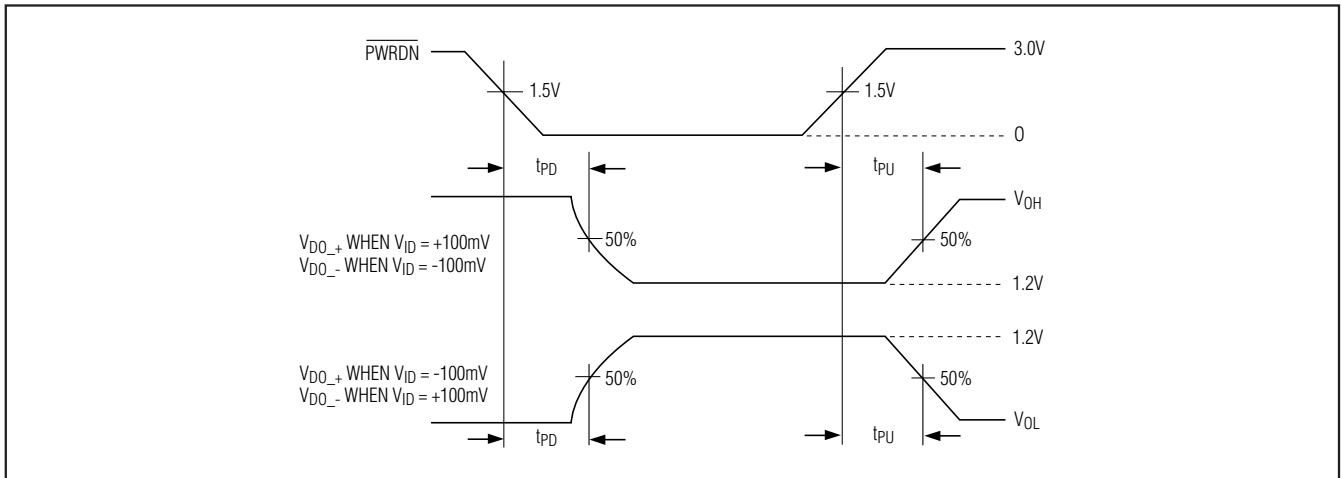 P̅W̅R̅D̅N̅
3.0V
1.5V
1.5V
0
tPD
tPU
VOH
VDO_+ WHEN VID = +100mV
VDO_- WHEN VID = -100mV
50%
50%
1.2V
1.2V
VDO_+ WHEN VID = -100mV
VDO_- WHEN VID = +100mV
50%
50%
VOL
tPD
tPU